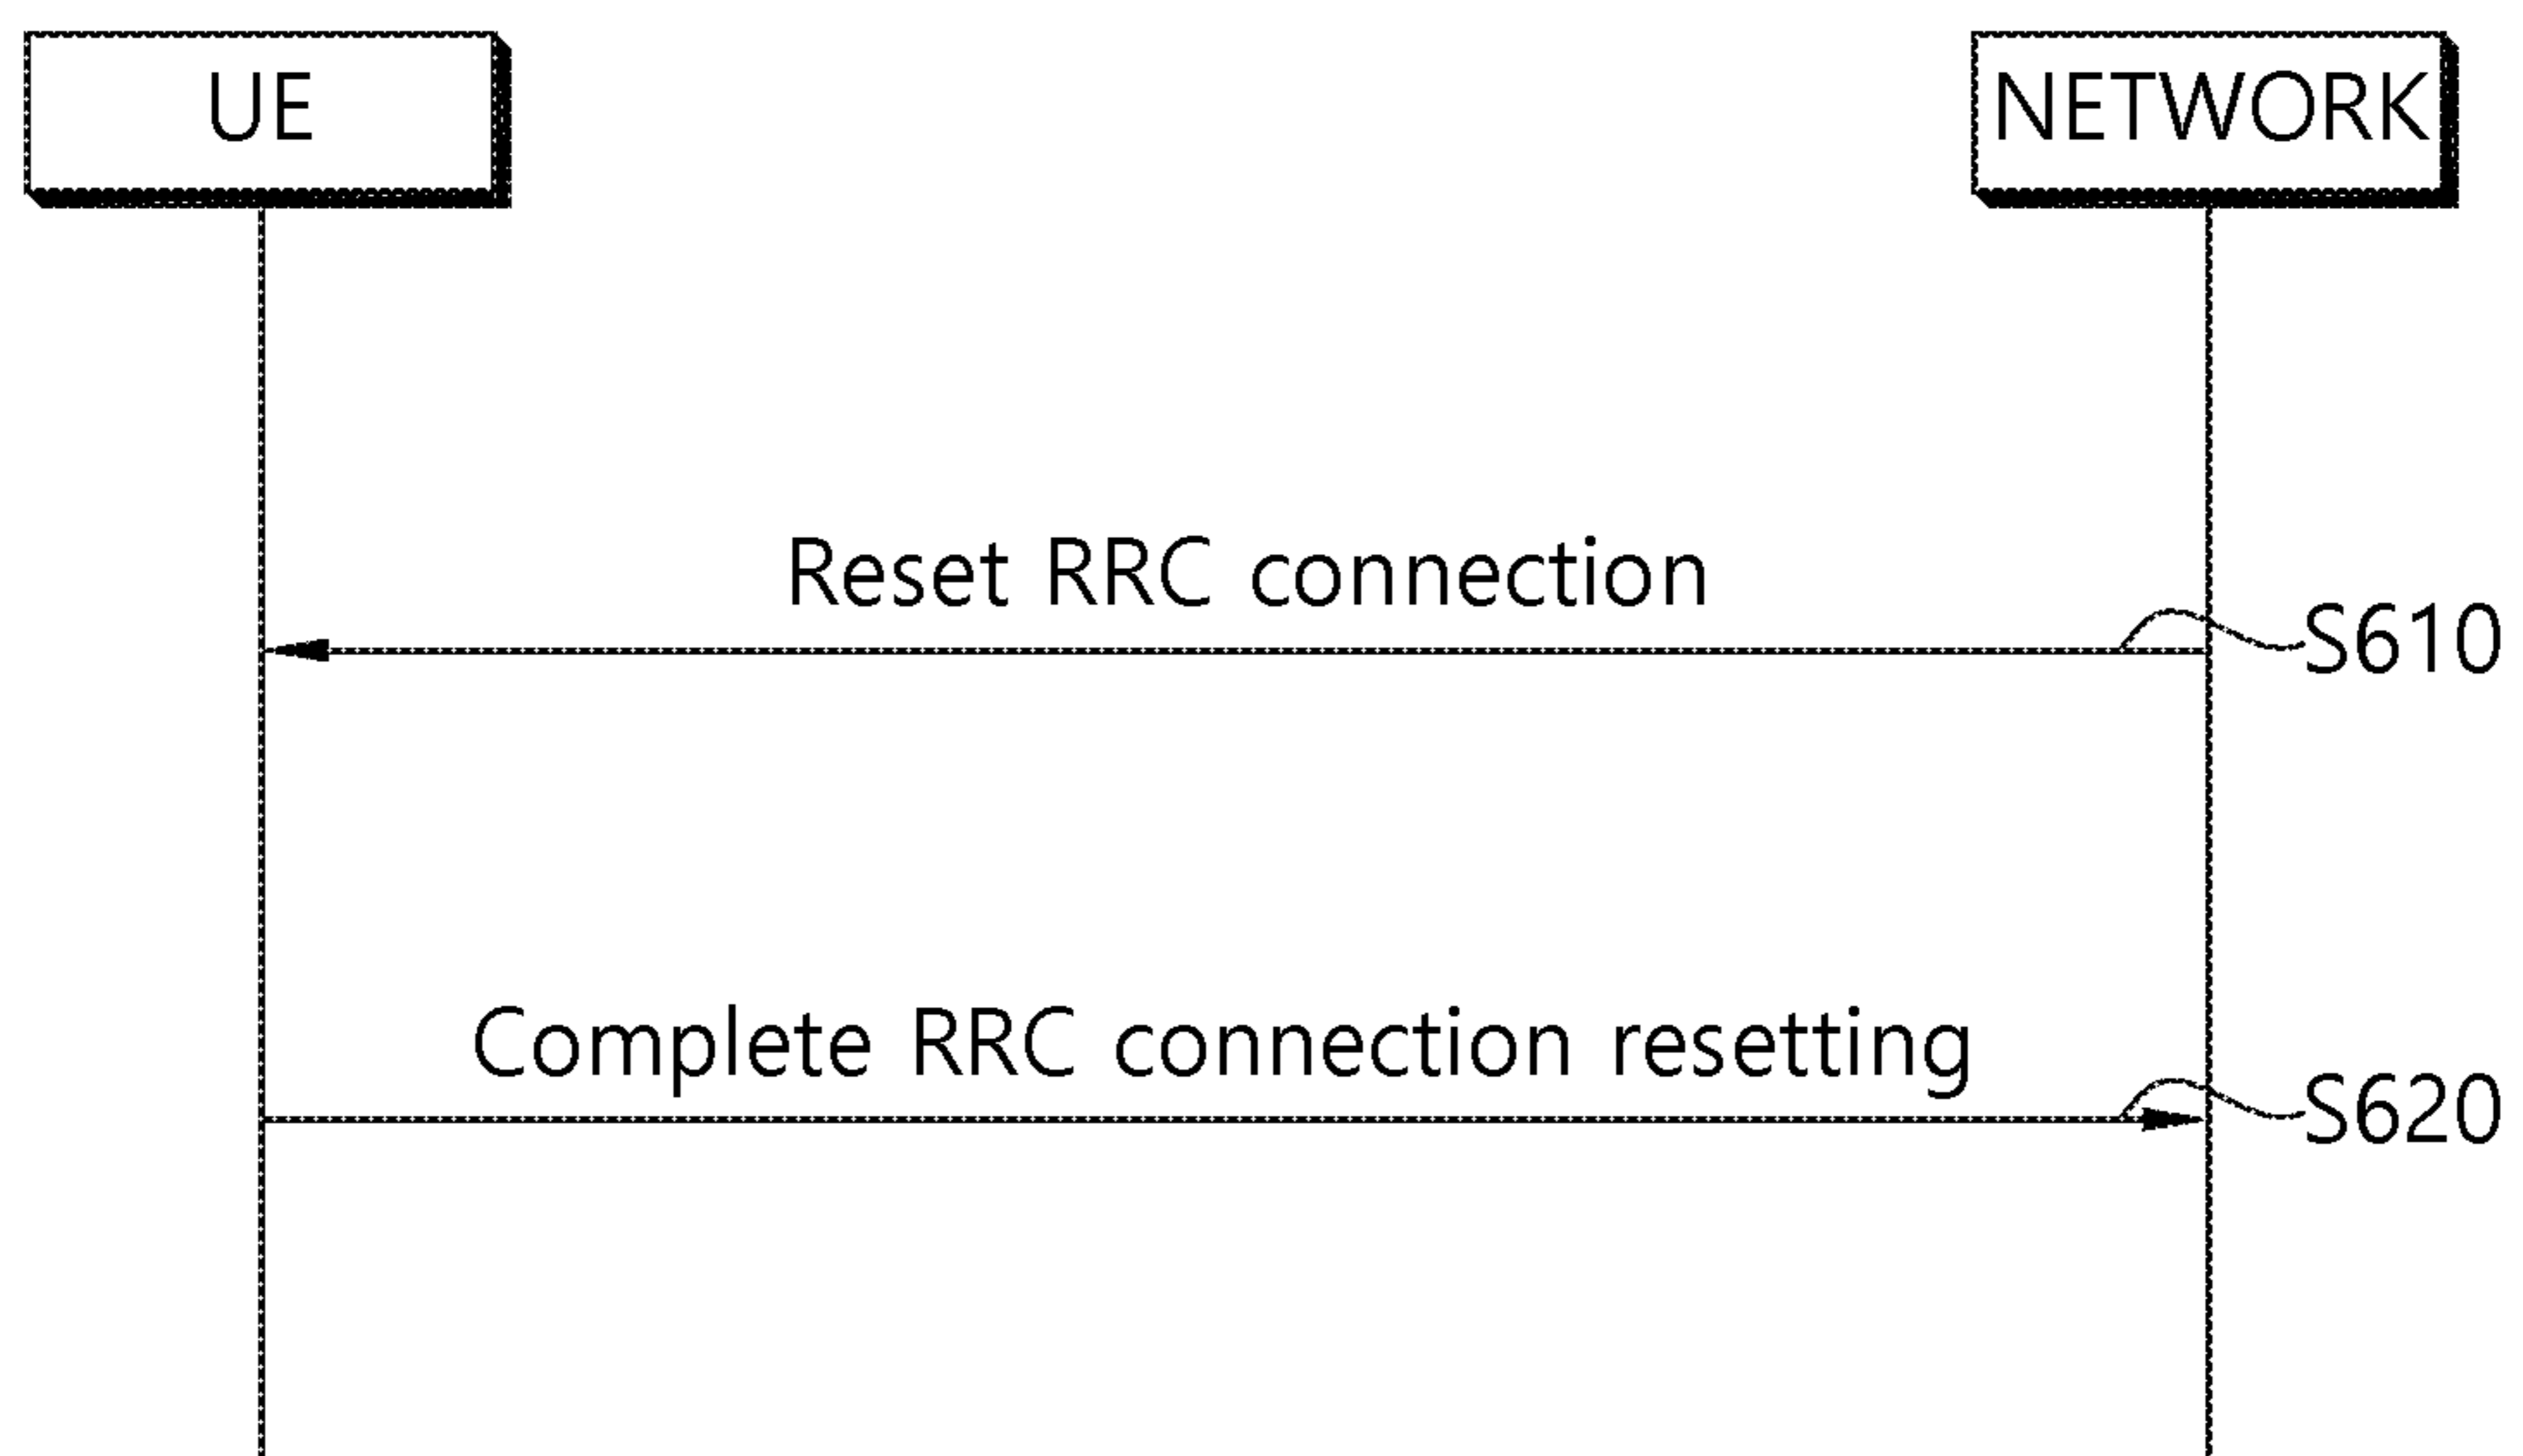 UE
NETWORK
Reset RRC connection
S610
Complete RRC connection resetting
S620